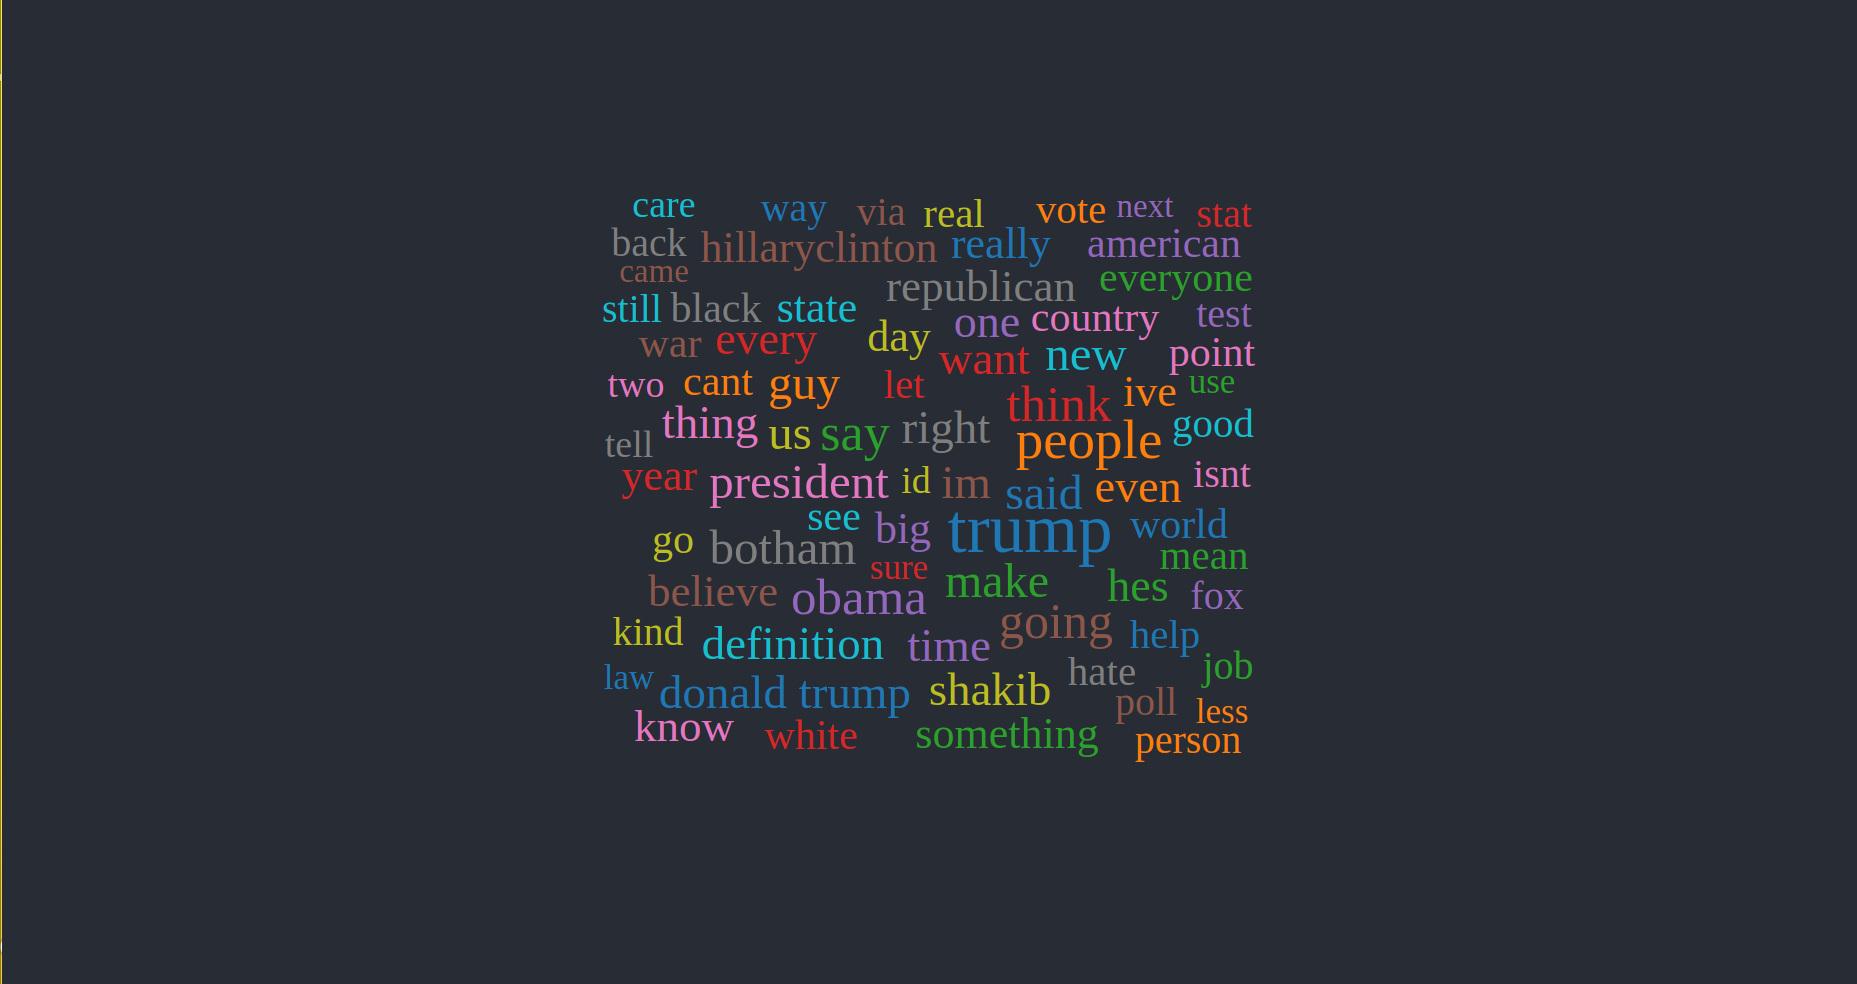 care way via real vote next stat
back hillaryclinton really american
came republican everyone
still black state one country test
war every day want new point
two cant guy let think ive use
tell thing us say right people good
year president id im said even isnt
see big trump world
go botham sure make mean
believe obama hes fox
kind definition time going help
law donald trump shakib hate job
know white something poll less
person